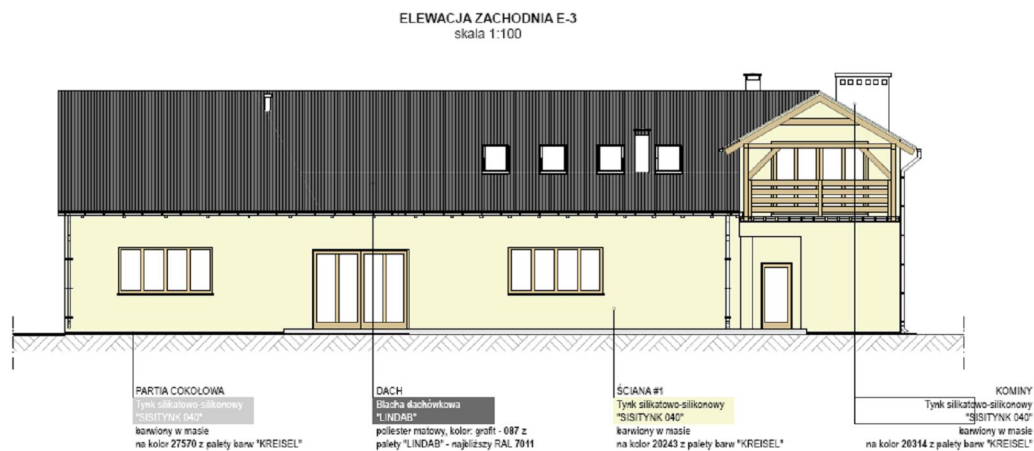 ELEWACJA ZACHODNIA E-3
skala 1:100
PARTIA COKOŁOWA
Tynk silikatowo-silikonowy
"SISITYNK 040"
barwiony w masie
na kolor 27570 z palety barw "KREISEL"
DACH
Blacha dachówkowa
"LINDAB"
poliester matowy, kolor: grafit - 087 z
palety "LINDAB" - najbliższy RAL 7011
ŚCIANA #1
Tynk silikatowo-silikonowy
"SISITYNK 040"
barwiony w masie
na kolor 20243 z palety barw "KREISEL"
KOMINY
Tynk silikatowo-silikonowy
"SISITYNK 040"
barwiony w masie
na kolor 20314 z palety barw "KREISEL"